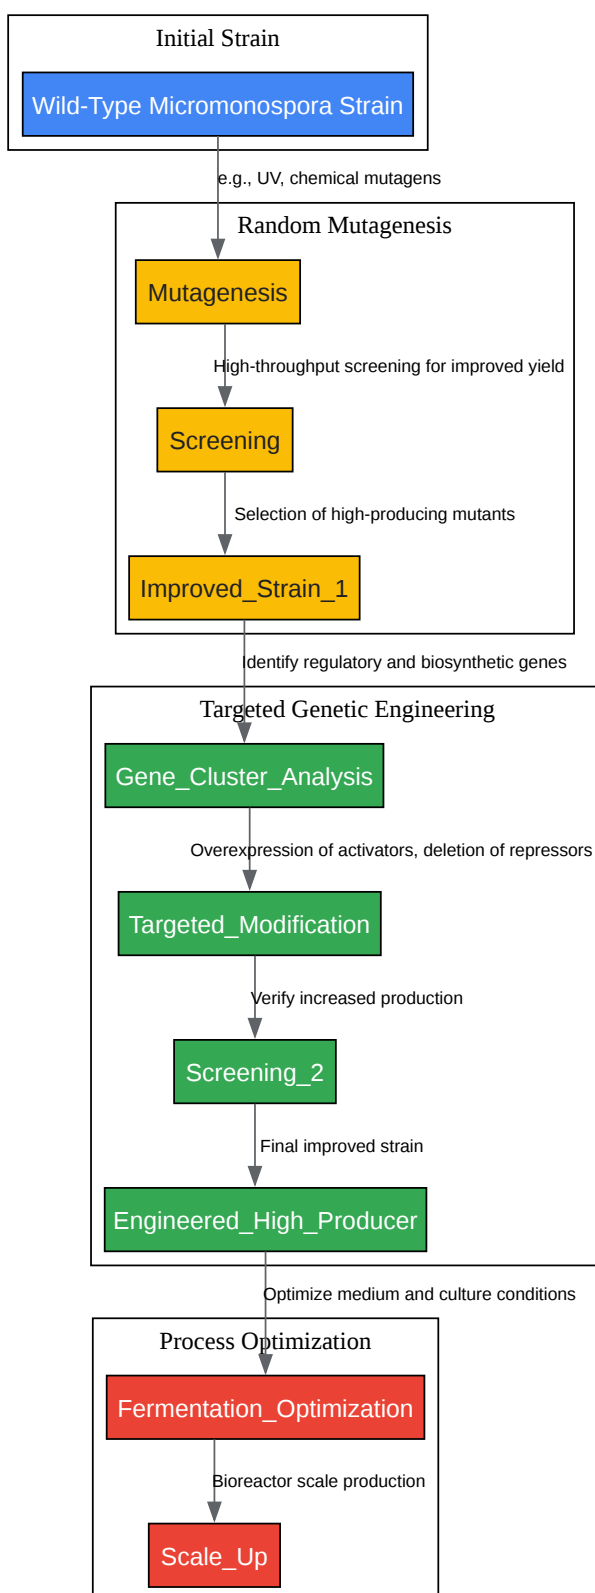 Initial Strain
Wild-Type Micromonospora Strain
e.g., UV, chemical mutagens
Random Mutagenesis
Mutagenesis
High-throughput screening for improved yield
Screening
Selection of high-producing mutants
Improved_Strain_1
Identify regulatory and biosynthetic genes
Targeted Genetic Engineering
Gene_Cluster_Analysis
Overexpression of activators, deletion of repressors
Targeted_Modification
Verify increased production
Screening_2
Final improved strain
Engineered_High_Producer
Optimize medium and culture conditions
Process Optimization
Fermentation_Optimization
Bioreactor scale production
Scale_Up